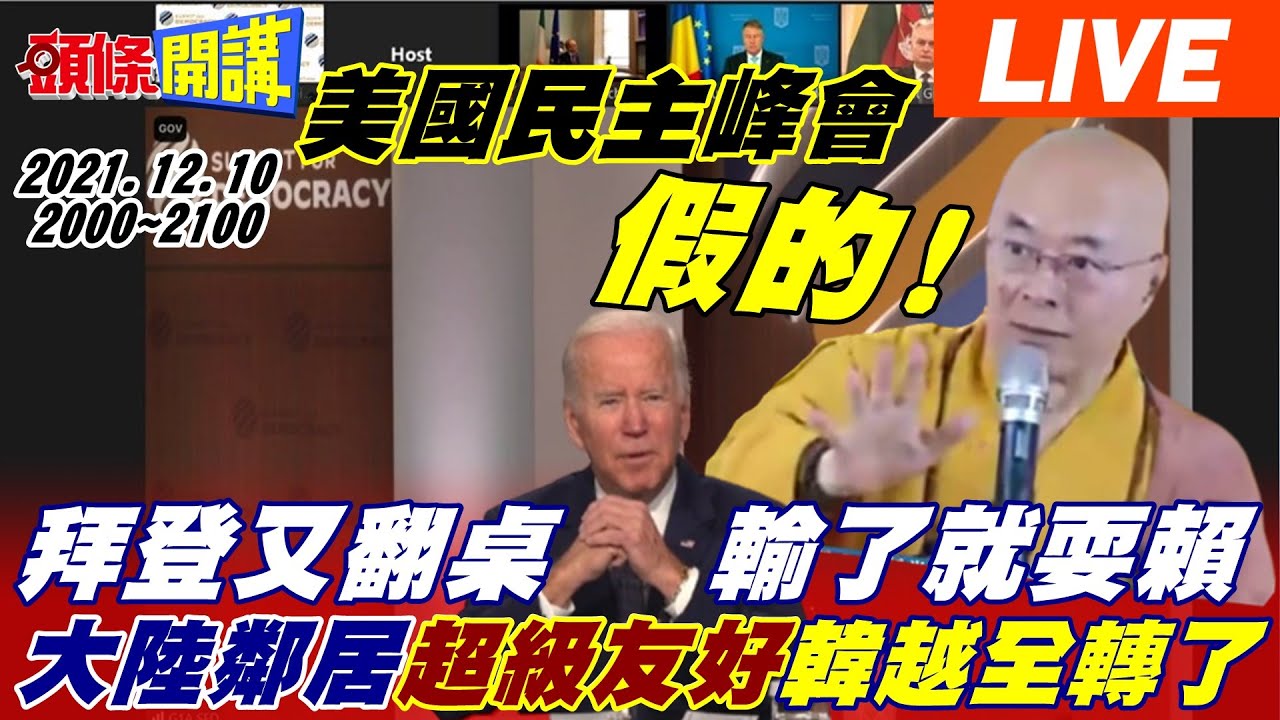 頭條開講
Host
LIVE
美國民主峰會
GOV
SUMMIT FOR
DEMOCRACY
2021.12.10
2000~2100
假的!
拜登又翻桌 輸了就耍賴
大陸鄰居超級友好韓越全轉了